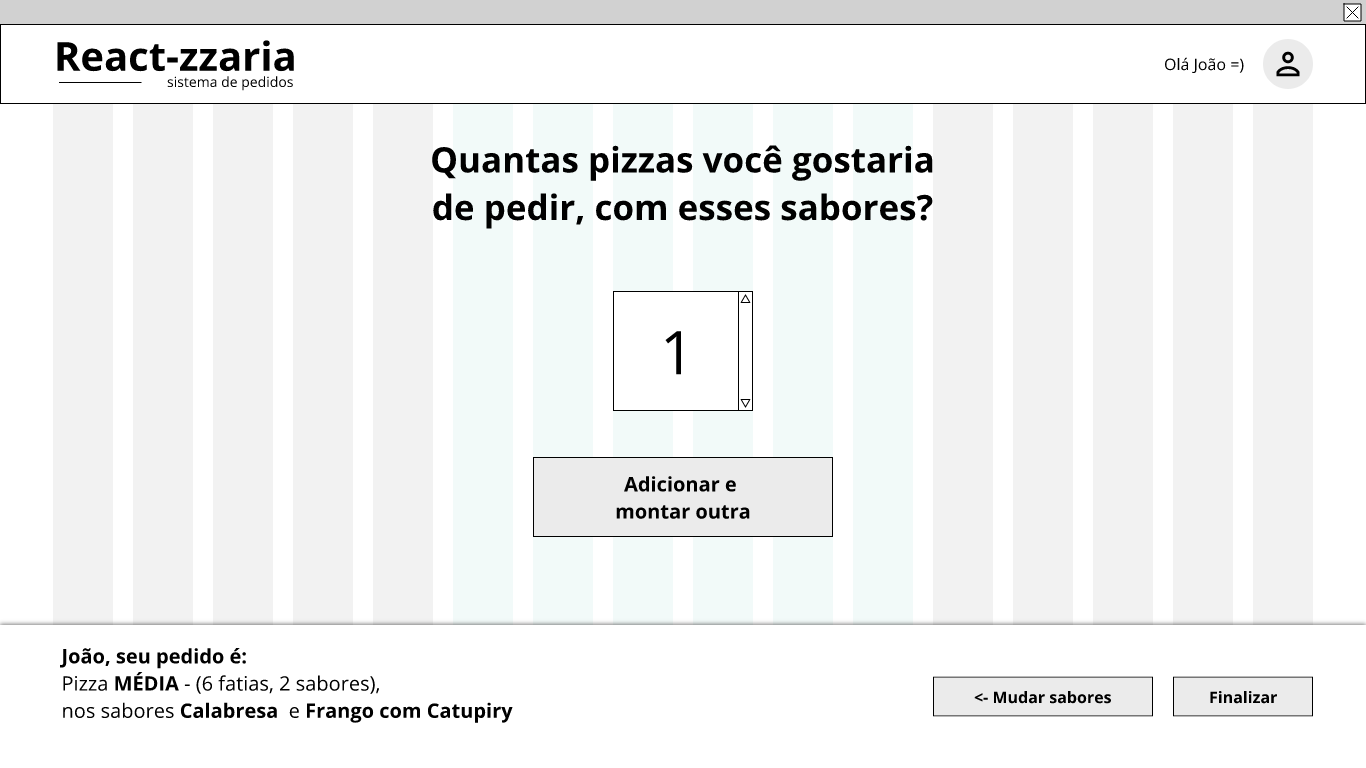 React-zzaria
sistema de pedidos
Olá João =)
Quantas pizzas você gostaria
de pedir, com esses sabores?
1
Adicionar e
montar outra
João, seu pedido é:
Pizza MÉDIA - (6 fatias, 2 sabores),
nos sabores Calabresa  e Frango com Catupiry
<- Mudar sabores
Finalizar